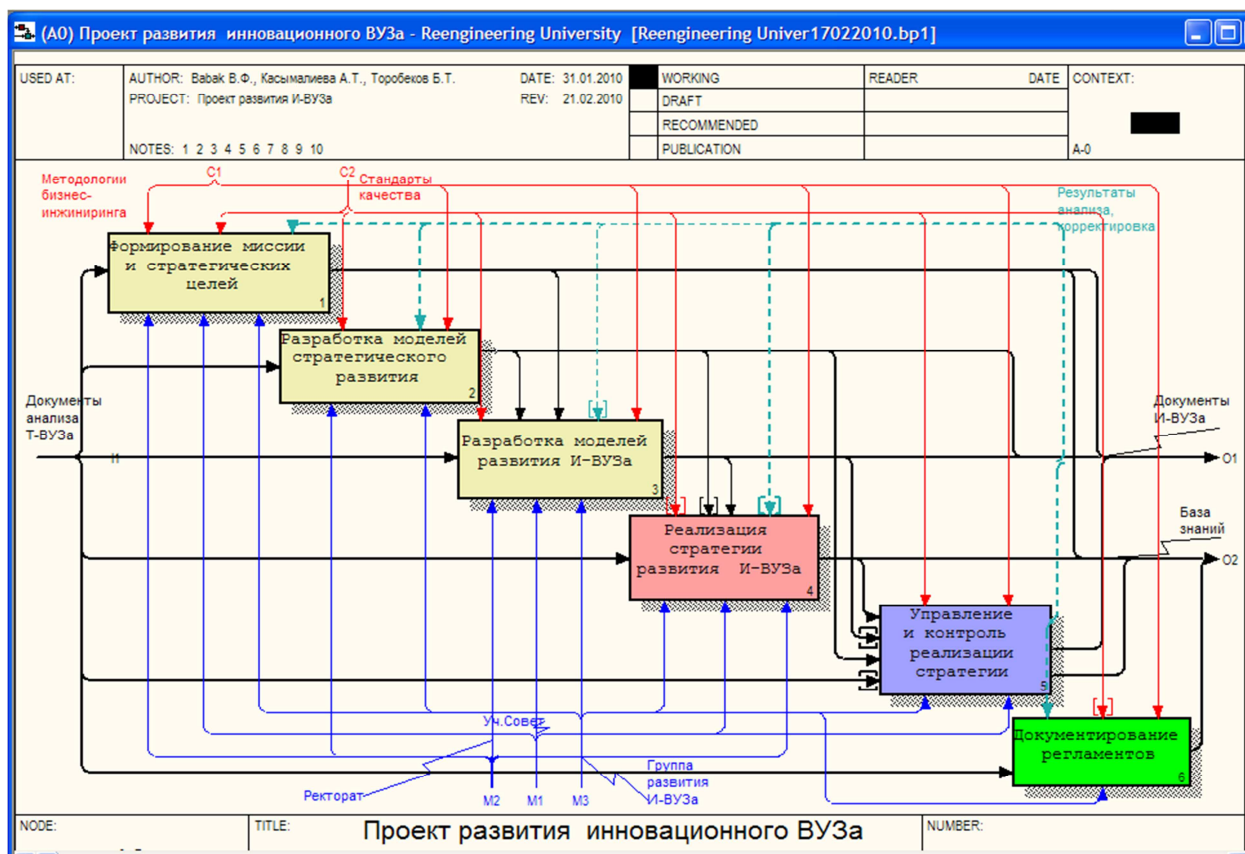 (A0) Проект развития инновационного ВУЗа - Reengineering University [Reengineering Univer17022010.bp1]
USED AT:
AUTHOR: Babak В.Ф., Касымалиева А.Т., Торобеков Б.Т.
DATE: 31.01.2010
PROJECT: Проект развития И-ВУЗа
REV: 21.02.2010
NOTES: 1 2 3 4 5 6 7 8 9 10
WORKING
DRAFT
RECOMMENDED
PUBLICATION
READER
DATE
CONTEXT:
A-0
Методологии
бизнес-
инжиниринга
C1
C2
Стандарты
качества
Результаты
анализа,
корректировка
Формирование миссии
и стратегических
целей
1
Разработка моделей
стратегического
развития
2
Документы
анализа
Т-ВУЗа
I1
Разработка моделей
развития И-ВУЗа
3
Документы
И-ВУЗа
O1
Реализация
стратегии
развития И-ВУЗа
4
База
знаний
O2
Управление
и контроль
реализации
стратегии
5
Уч.Совет
Документирование
регламентов
6
Ректорат
Группа
развития
И-ВУЗа
M2
M1
M3
NODE:
TITLE:
Проект развития инновационного ВУЗа
NUMBER: